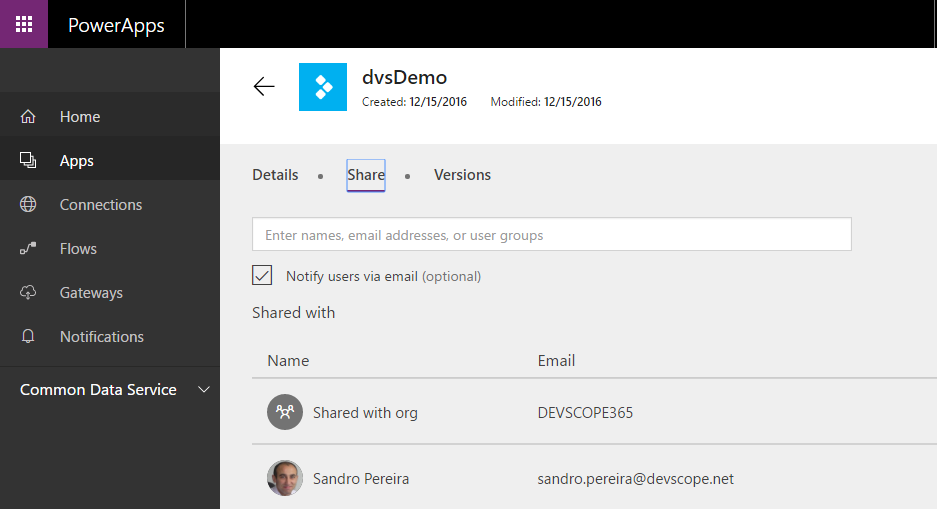 PowerApps
dvsDemo
Created: 12/15/2016 Modified: 12/15/2016
Home
Apps
Connections
Flows
Gateways
Notifications
Common Data Service
Details • Share • Versions
Enter names, email addresses, or user groups
Notify users via email (optional)
Shared with
Name Email
Shared with org DEVSCOPE365
Sandro Pereira sandro.pereira@devscope.net